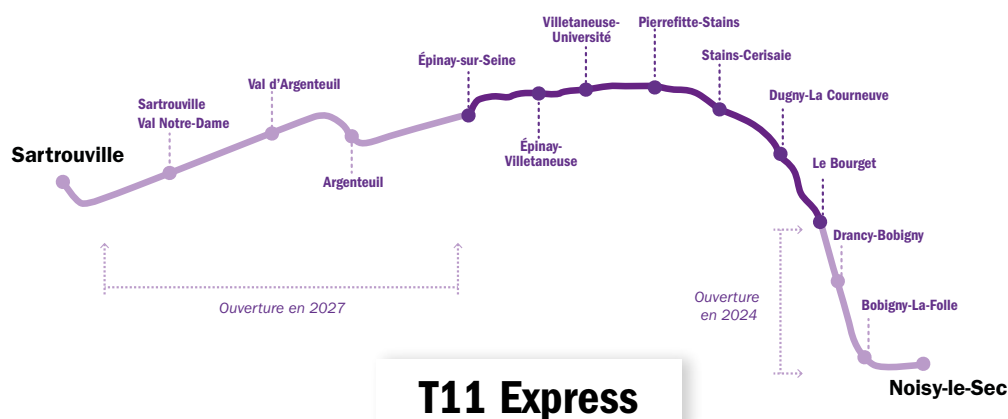 Villetaneuse-
Université
Pierrefitte-Stains
Épinay-sur-Seine
Stains-Cerisaie
Val d'Argenteuil
Dugny-La Courneuve
Sartrouville
Val Notre-Dame
Épinay-
Villetaneuse
Sartrouville
Argenteuil
Le Bourget
Drancy-Bobigny
Ouverture en 2027
Ouverture
en 2024
Bobigny-La-Folle
Noisy-le-Sec
T11 Express